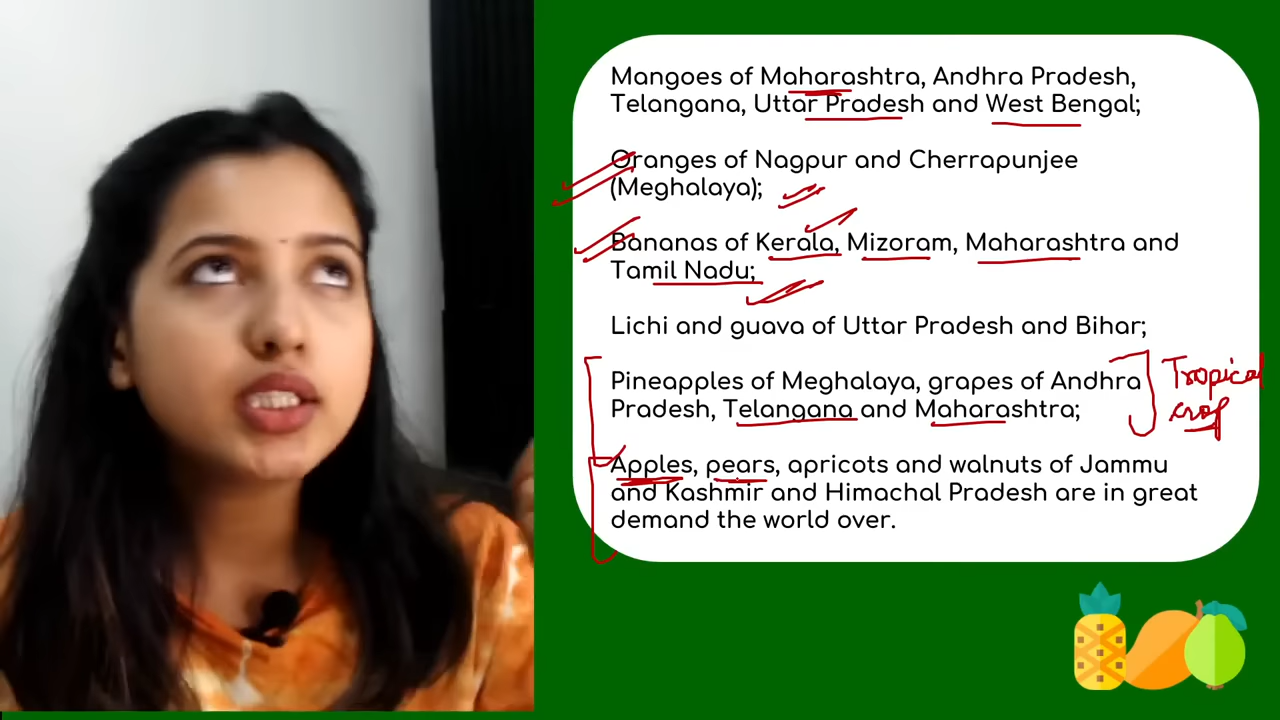 Mangoes of Maharashtra, Andhra Pradesh,
Telangana, Uttar Pradesh and West Bengal;
Oranges of Nagpur and Cherrapunjee
(Meghalaya);
Bananas of Kerala, Mizoram, Maharashtra and
Tamil Nadu;
Lichi and guava of Uttar Pradesh and Bihar;
Pineapples of Meghalaya, grapes of Andhra
Pradesh, Telangana and Maharashtra;
Tropical
crop
Apples, pears, apricots and walnuts of Jammu
and Kashmir and Himachal Pradesh are in great
demand the world over.